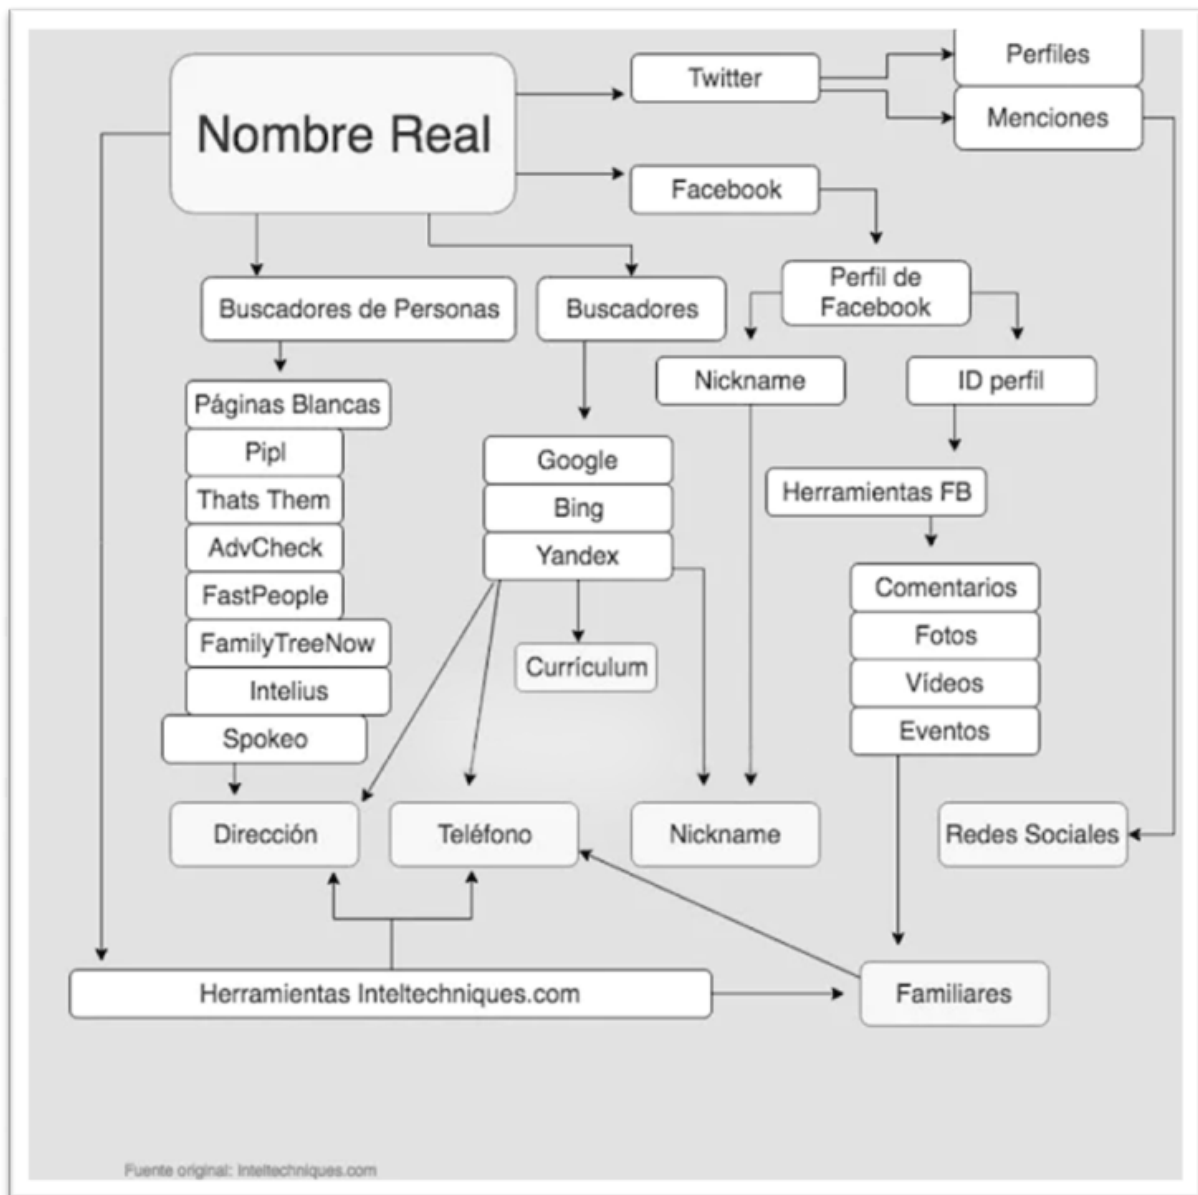 Nombre Real
Twitter
Perfiles
Menciones
Facebook
Perfil de
Facebook
Buscadores de Personas
Buscadores
Nickname
ID perfil
Páginas Blancas
Pipl
Thats Them
AdvCheck
FastPeople
FamilyTreeNow
Intelius
Spokeo
Google
Bing
Yandex
Currículum
Herramientas FB
Comentarios
Fotos
Vídeos
Eventos
Dirección
Teléfono
Nickname
Redes Sociales
Herramientas Inteltechniques.com
Familiares
Fuente original: Inteltechniques.com